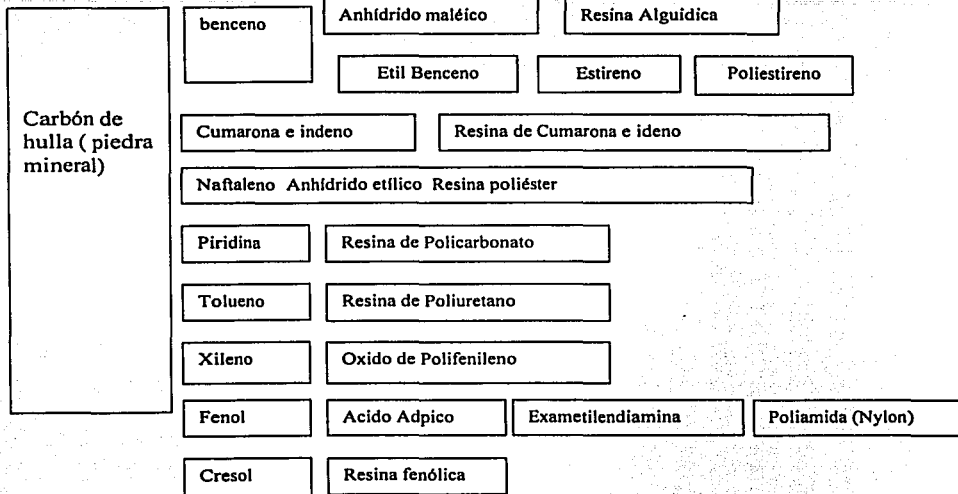 benceno
Anhídrido maléico
Resina Alguidica
Etil Benceno
Estireno
Poliestireno
Carbón de
hulla ( piedra
mineral)
Cumarona e indeno
Resina de Cumarona e ideno
Naftaleno Anhídrido etílico Resina poliéster
Piridina
Resina de Policarbonato
Tolueno
Resina de Poliuretano
Xileno
Oxido de Polifenileno
Fenol
Acido Adpico
Exametilendiamina
Poliamida (Nylon)
Cresol
Resina fenólica